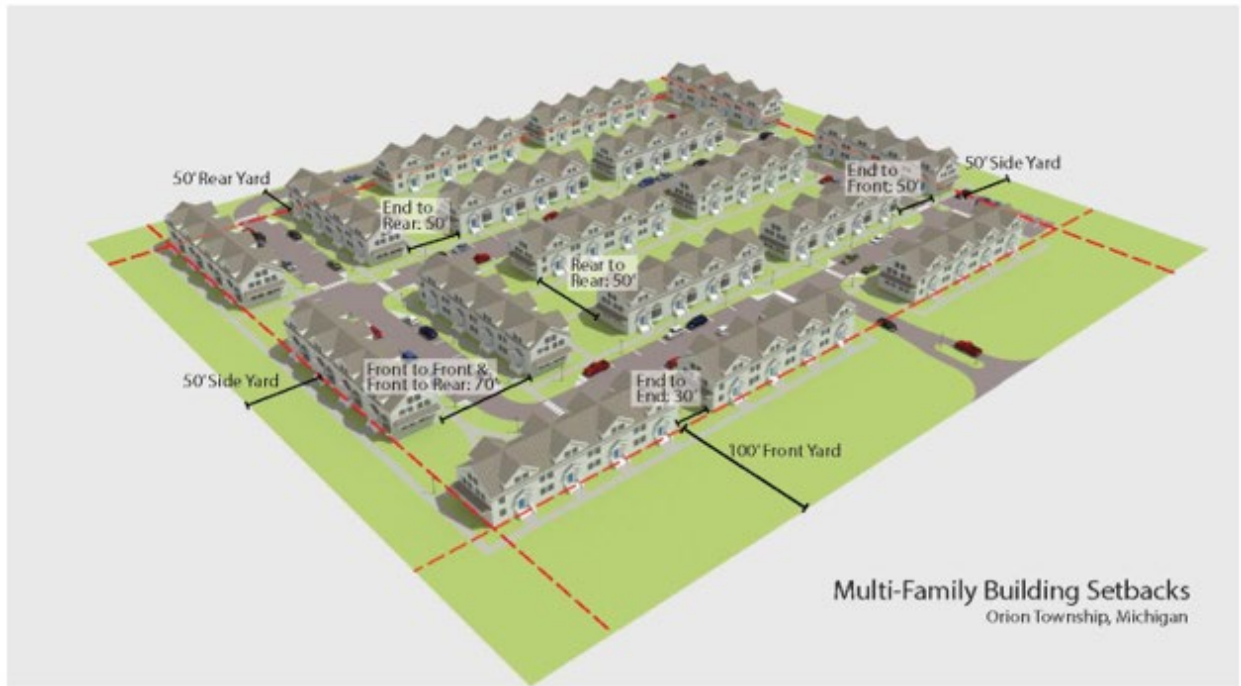 50' Rear Yard
End to
Rear: 50'
End to
Front: 50'
50' Side Yard
Rear to
Rear: 50'
50' Side Yard
Front to Front &
Front to Rear: 70'
End to
End: 30'
100' Front Yard
Multi-Family Building Setbacks
Orion Township, Michigan